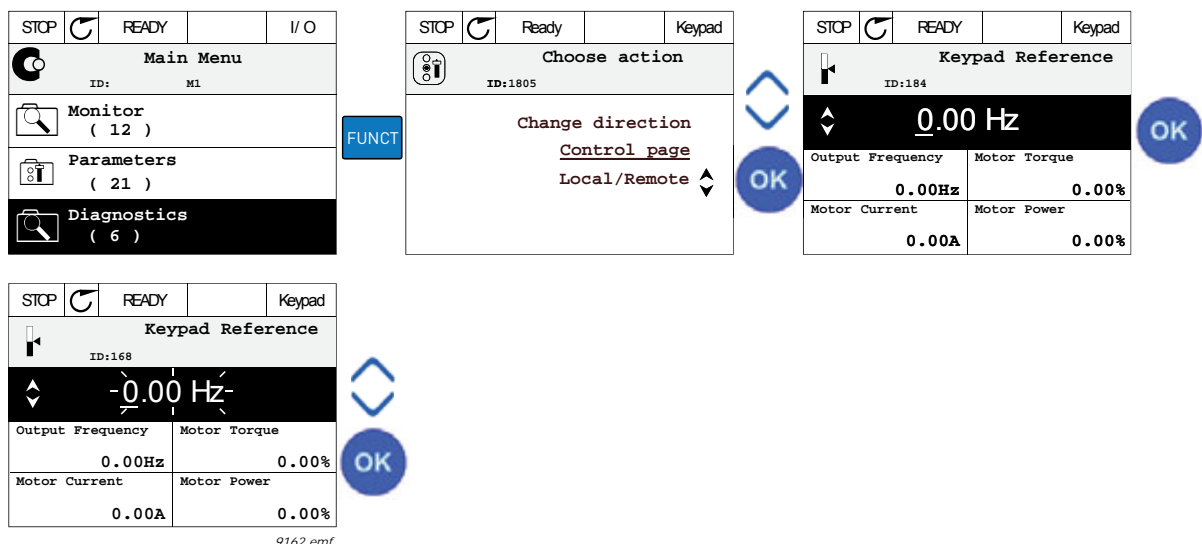 STOP READY I/O
Main Menu
ID: M1
Monitor
( 12 )
Parameters
( 21 )
Diagnostics
( 6 )
FUNCT
STOP Ready Keypad
Choose action
ID:1805
Change direction
Control page
Local/Remote
OK
STOP READY Keypad
Keypad Reference
ID:184
0.00 Hz
Output Frequency Motor Torque
0.00Hz 0.00%
Motor Current Motor Power
0.00A 0.00%
OK
STOP READY Keypad
Keypad Reference
ID:168
0.00 Hz
Output Frequency Motor Torque
0.00Hz 0.00%
Motor Current Motor Power
0.00A 0.00%
OK
9162.emf